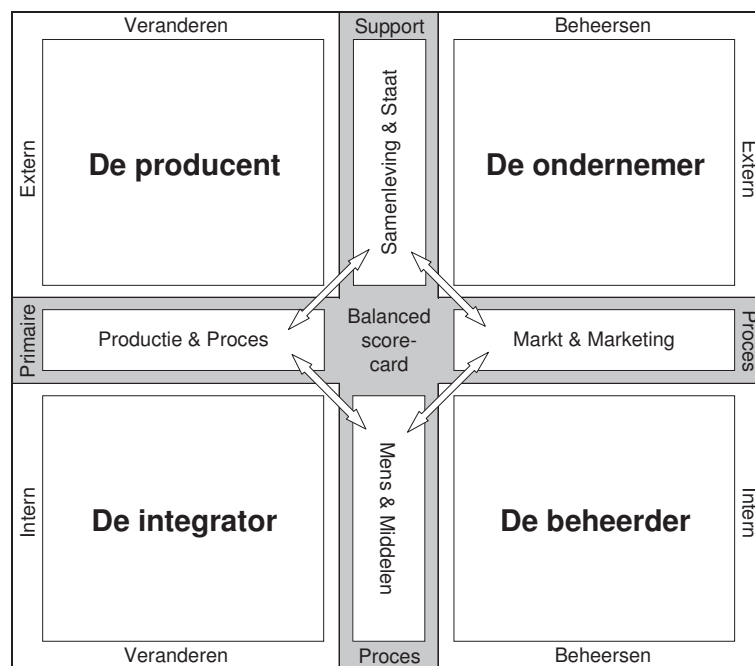 Veranderen
Support
Beheersen
Extern
De producent
Samenleving & Staat
De ondernemer
Extern
Primaire
Productie & Proces
Balanced
score-
card
Markt & Marketing
Proces
Intern
De integrator
Mens & Middelen
De beheerder
Intern
Veranderen
Proces
Beheersen